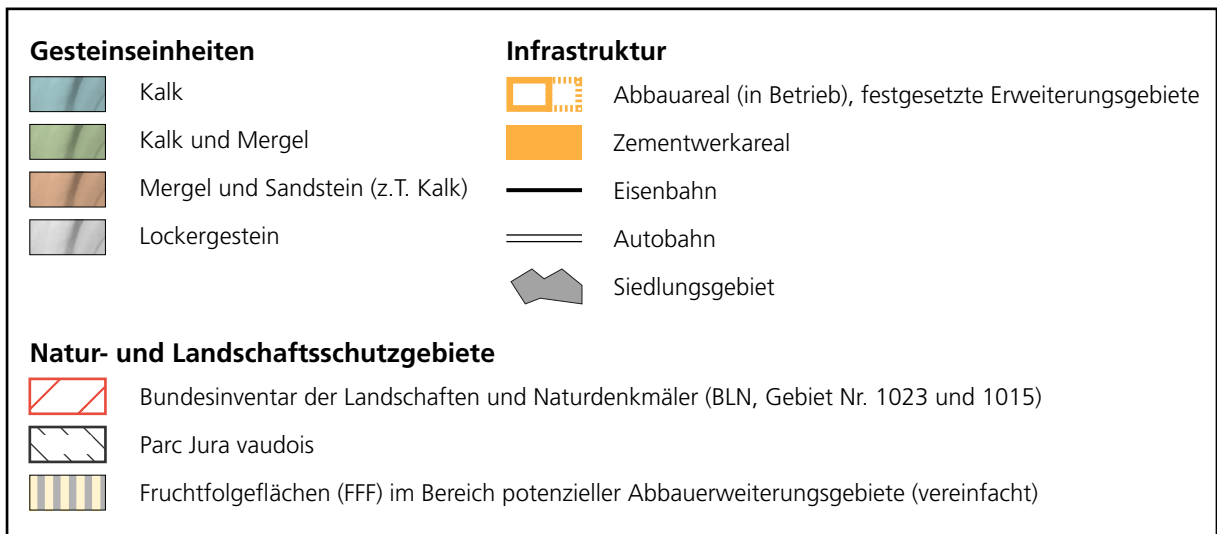 Gesteinseinheiten
Kalk
Kalk und Mergel
Mergel und Sandstein (z.T. Kalk)
Lockergestein
Infrastruktur
Abbauareal (in Betrieb), festgesetzte Erweiterungsgebiete
Zementwerkareal
Eisenbahn
Autobahn
Siedlungsgebiet
Natur- und Landschaftsschutzgebiete
Bundesinventar der Landschaften und Naturdenkmäler (BLN, Gebiet Nr. 1023 und 1015)
Parc Jura vaudois
Fruchtfolgeflächen (FFF) im Bereich potenzieller Abbauerweiterungsgebiete (vereinfacht)